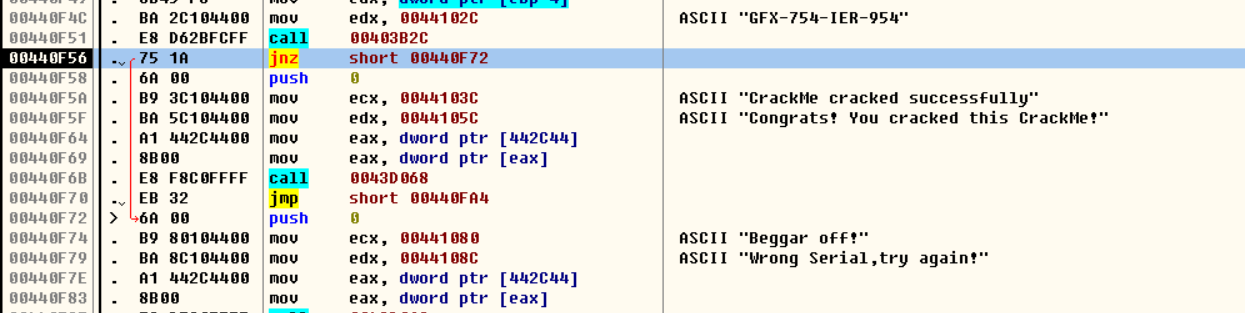 mov eax, dword ptr [ebp-4]
00440F4C . BA 2C104400 mov edx, 0044102C ASCII "GFX-754-IER-954"
00440F51 . E8 D62BFCFF call 00403B2C
00440F56 . 75 1A jnz short 00440F72
00440F58 . 6A 00 push 0
00440F5A . B9 3C104400 mov ecx, 0044103C ASCII "CrackMe cracked successfully"
00440F5F . BA 5C104400 mov edx, 0044105C ASCII "Congrats! You cracked this CrackMe!"
00440F64 . A1 442C4400 mov eax, dword ptr [442C44]
00440F69 . 8B00 mov eax, dword ptr [eax]
00440F6B . E8 F8C0FFFF call 0043D068
00440F70 . EB 32 jmp short 00440FA4
00440F72 > 6A 00 push 0
00440F74 . B9 80104400 mov ecx, 00441080 ASCII "Beggar off!"
00440F79 . BA 8C104400 mov edx, 0044108C ASCII "Wrong Serial,try again!"
00440F7E . A1 442C4400 mov eax, dword ptr [442C44]
00440F83 . 8B00 mov eax, dword ptr [eax]